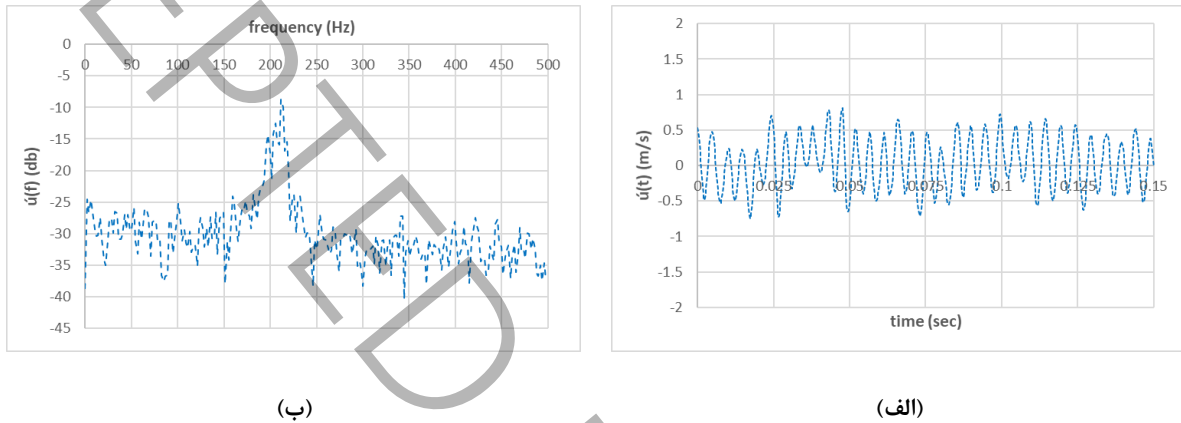 frequency (Hz)
0 50 100 150 200 250 300 350 400 450 500
0
-5
-10
-15
-20
-25
-30
-35
-40
-45
ú(f) (db)
(ب)
2
1.5
1
0.5
0
-0.5
-1
-1.5
-2
ú(t) (m/s)
0 0.025 0.05 0.075 0.1 0.125 0.15
time (sec)
(الف)
EPTED